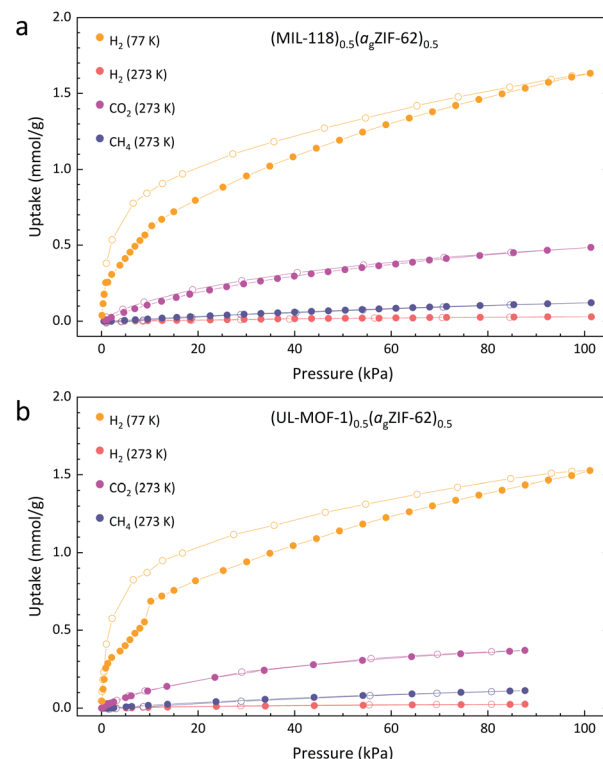 a
(MIL-118)0.5(agZIF-62)0.5
H2 (77 K)
H2 (273 K)
CO2 (273 K)
CH4 (273 K)
Uptake (mmol/g)
2.0
1.5
1.0
0.5
0.0
0 20 40 60 80 100
Pressure (kPa)
b
(UL-MOF-1)0.5(agZIF-62)0.5
H2 (77 K)
H2 (273 K)
CO2 (273 K)
CH4 (273 K)
Uptake (mmol/g)
2.0
1.5
1.0
0.5
0.0
0 20 40 60 80 100
Pressure (kPa)